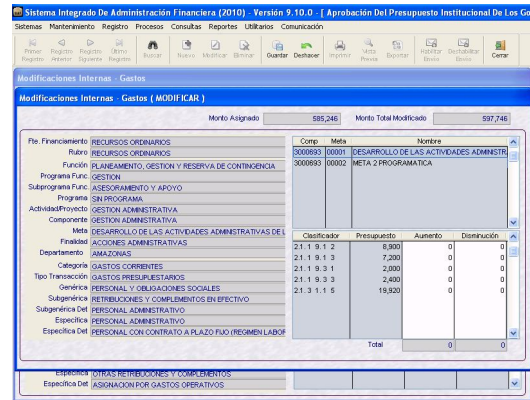 Sistema Integrado De Administración Financiera (2010) - Versión 9.10.0 - [ Aprobación Del Presupuesto Institucional De Los Go
Sistemas Mantenimiento Registro Procesos Consultas Reportes Utilitarios Comunicación
Primer Registro Registro Anterior Registro Siguiente Último Registro Buscar Nuevo Modificar Eliminar Guardar Deshacer Imprimir Vista Previa Exportar Habilitar Envío Deshabilitar Envío Cerrar
Modificaciones Internas - Gastos
Modificaciones Internas - Gastos ( MODIFICAR )
Monto Asignado 585,246 Monto Total Modificado 597,746
Fte. Financiamiento RECURSOS ORDINARIOS
Rubro RECURSOS ORDINARIOS
Función PLANEAMIENTO, GESTION Y RESERVA DE CONTINGENCIA
Programa Func. GESTION
Subprograma Func. ASESORAMIENTO Y APOYO
Programa SIN PROGRAMA
Actividad/Proyecto GESTION ADMINISTRATIVA
Componente GESTION ADMINISTRATIVA
Meta DESARROLLO DE LAS ACTIVIDADES ADMINISTRATIVAS DE L
Finalidad ACCIONES ADMINISTRATIVAS
Departamento AMAZONAS
Categoría GASTOS CORRIENTES
Tipo Transacción GASTOS PRESUPUESTARIOS
Genérica PERSONAL Y OBLIGACIONES SOCIALES
Subgenérica RETRIBUCIONES Y COMPLEMENTOS EN EFECTIVO
Subgenérica Det PERSONAL ADMINISTRATIVO
Específica PERSONAL ADMINISTRATIVO
Específica Det PERSONAL CON CONTRATO A PLAZO FIJO (REGIMEN LABOR
Comp Meta Nombre
3000693 00001 DESARROLLO DE LAS ACTIVIDADES ADMINISTR
3000693 00002 META 2 PROGRAMATICA
Clasificador Presupuesto Aumento Disminución
2.1. 1 9. 1 2 8,900 0 0
2.1. 1 9. 1 3 7,200 0 0
2.1. 1 9. 3 1 2,000 0 0
2.1. 1 9. 3 3 2,400 0 0
2.1. 3 1. 1 5 19,920 0 0
Total 0 0
Específica OTRAS RETRIBUCIONES Y COMPLEMENTOS
Específica Det ASIGNACION POR GASTOS OPERATIVOS